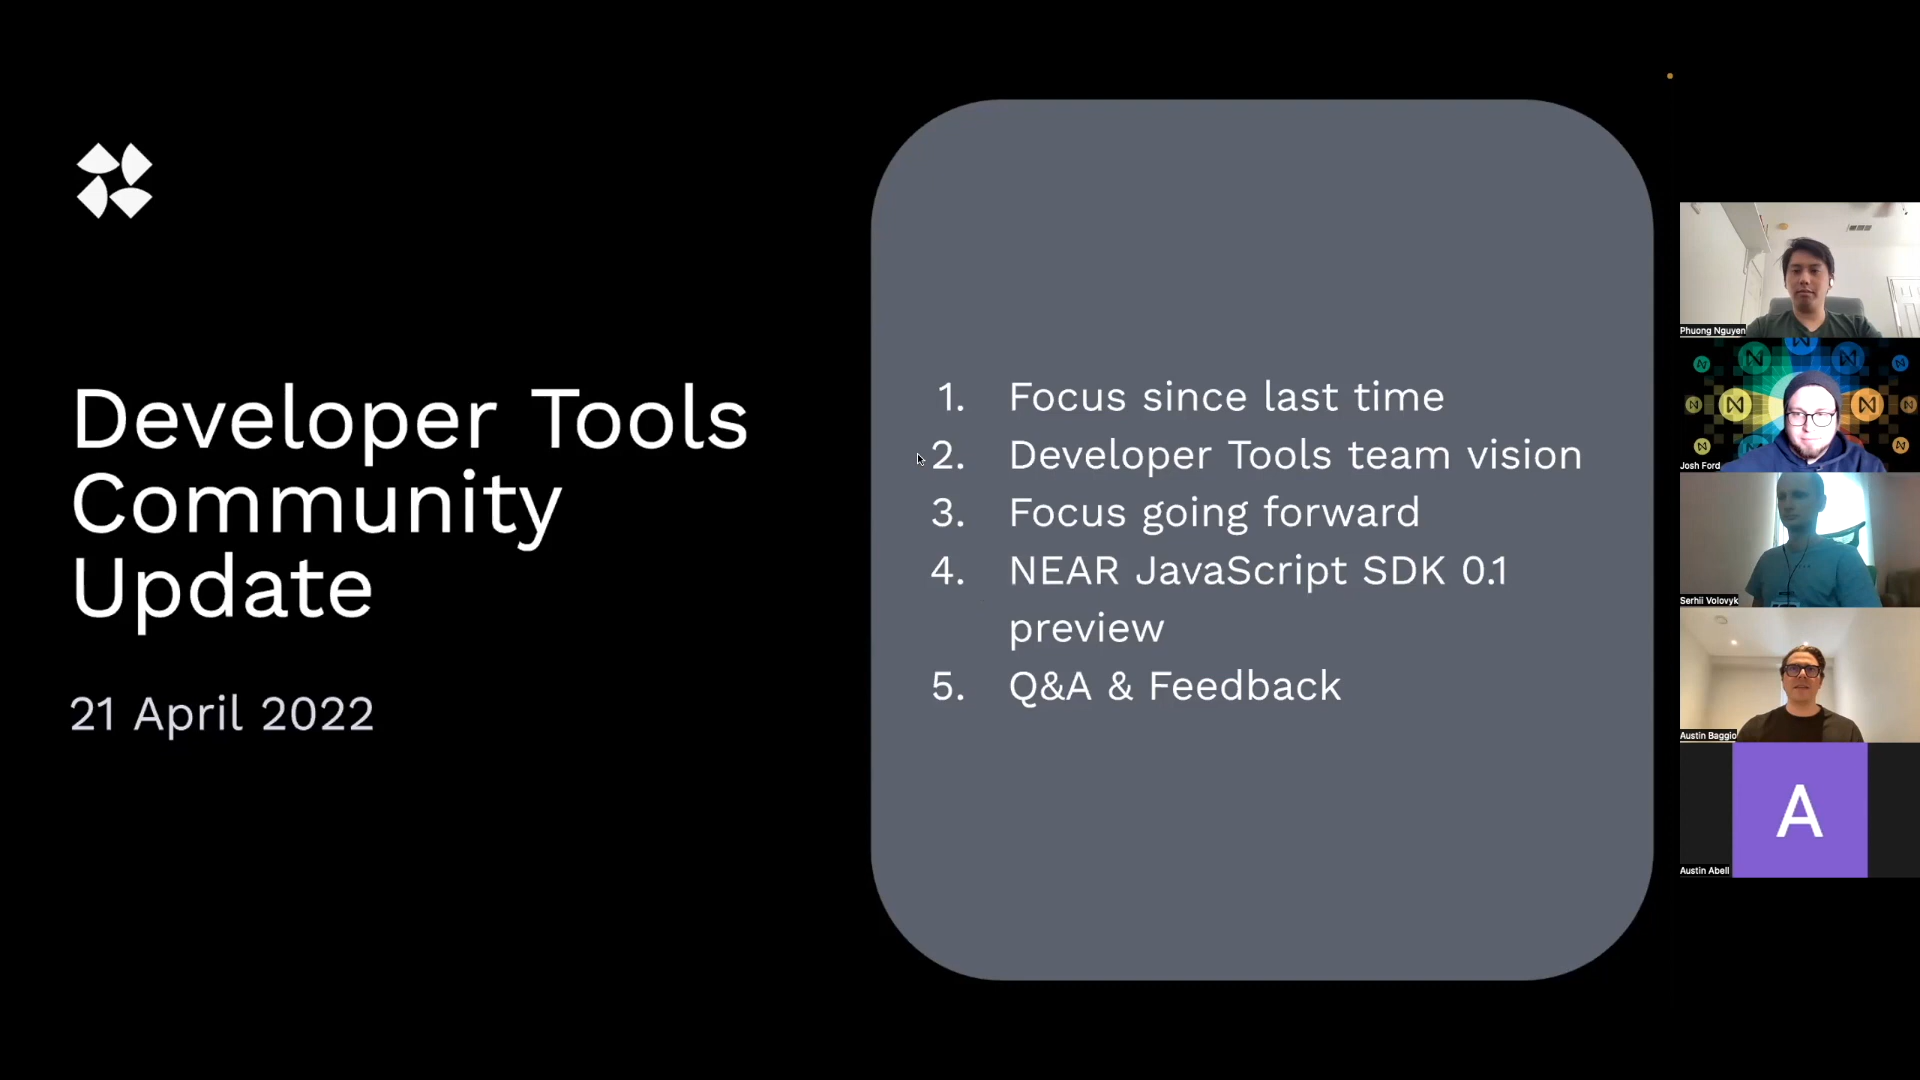 Developer Tools
Community
Update
21 April 2022
1. Focus since last time
2. Developer Tools team vision
3. Focus going forward
4. NEAR JavaScript SDK 0.1
preview
5. Q&A & Feedback
Phuong Nguyen
Josh Ford
Serhii Volovyk
Austin Baggio
A
Austin Abell